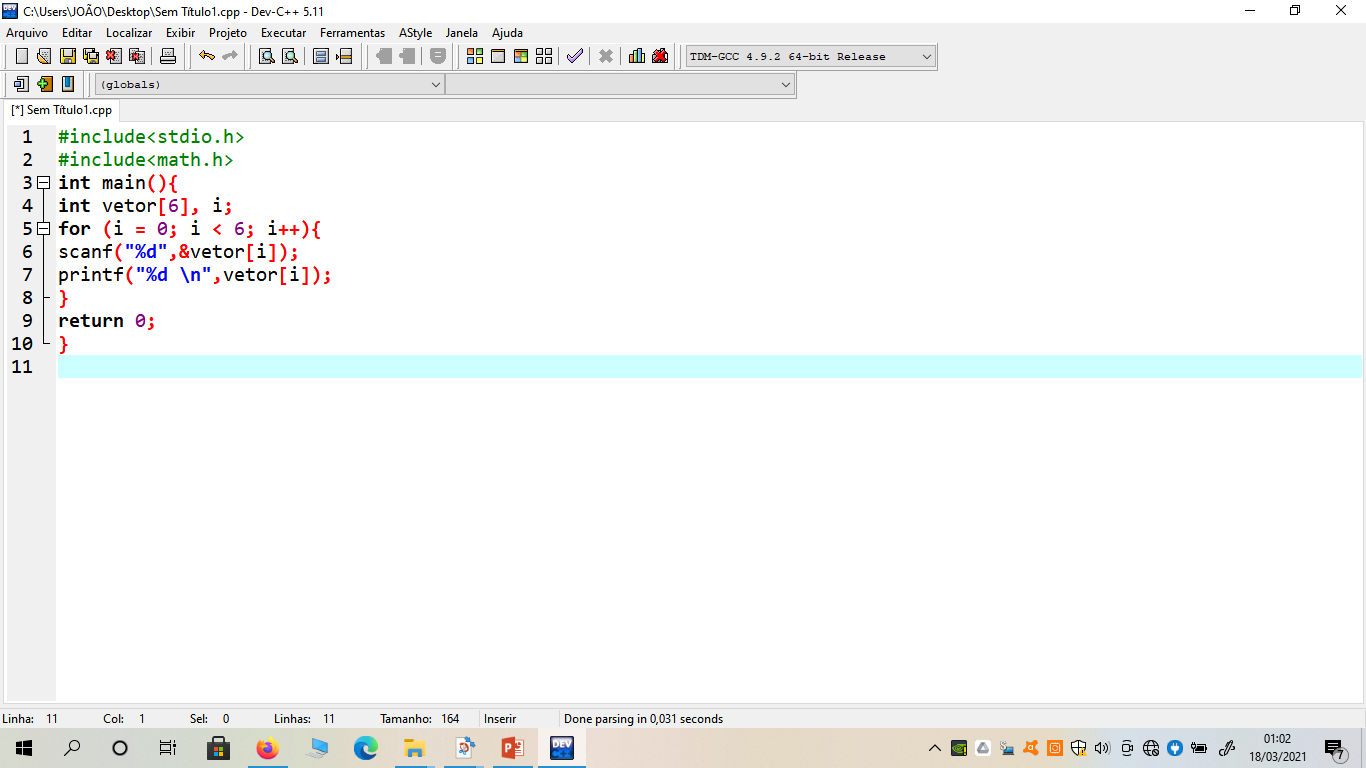 C:\Users\JOÃO\Desktop\Sem Título1.cpp - Dev-C++ 5.11
Arquivo Editar Localizar Exibir Projeto Executar Ferramentas AStyle Janela Ajuda
TDM-GCC 4.9.2 64-bit Release
(globals)
[*] Sem Título1.cpp
1 #include<stdio.h>
2 #include<math.h>
3 int main(){
4 int vetor[6], i;
5 for (i = 0; i < 6; i++){
6 scanf("%d",&vetor[i]);
7 printf("%d \n",vetor[i]);
8 }
9 return 0;
10 }
11
Linha: 11 Col: 1 Sel: 0 Linhas: 11 Tamanho: 164 Inserir Done parsing in 0,031 seconds
DEV
01:02
18/03/2021
7